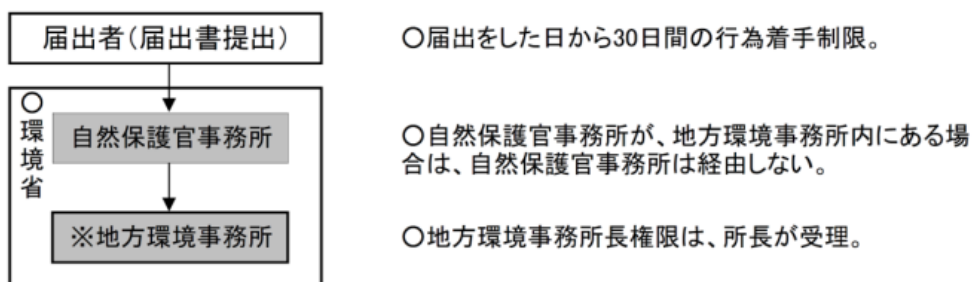 届出者(届出書提出)
〇届出をした日から30日間の行為着手制限。
〇環境省
自然保護官事務所
〇自然保護官事務所が、地方環境事務所内にある場
合は、自然保護官事務所は経由しない。
※地方環境事務所
〇地方環境事務所長権限は、所長が受理。